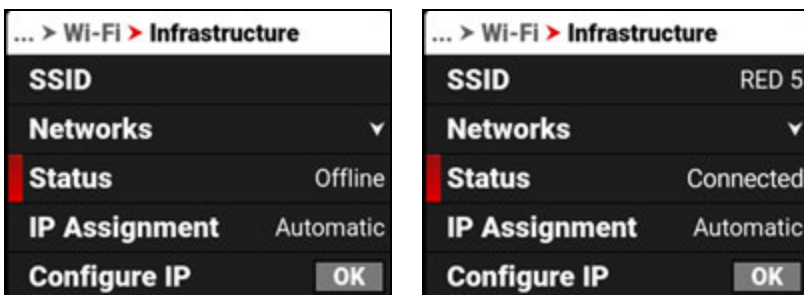 ... > Wi-Fi > Infrastructure
SSID
Networks
Status Offline
IP Assignment Automatic
Configure IP OK
... > Wi-Fi > Infrastructure
SSID RED 5
Networks
Status Connected
IP Assignment Automatic
Configure IP OK